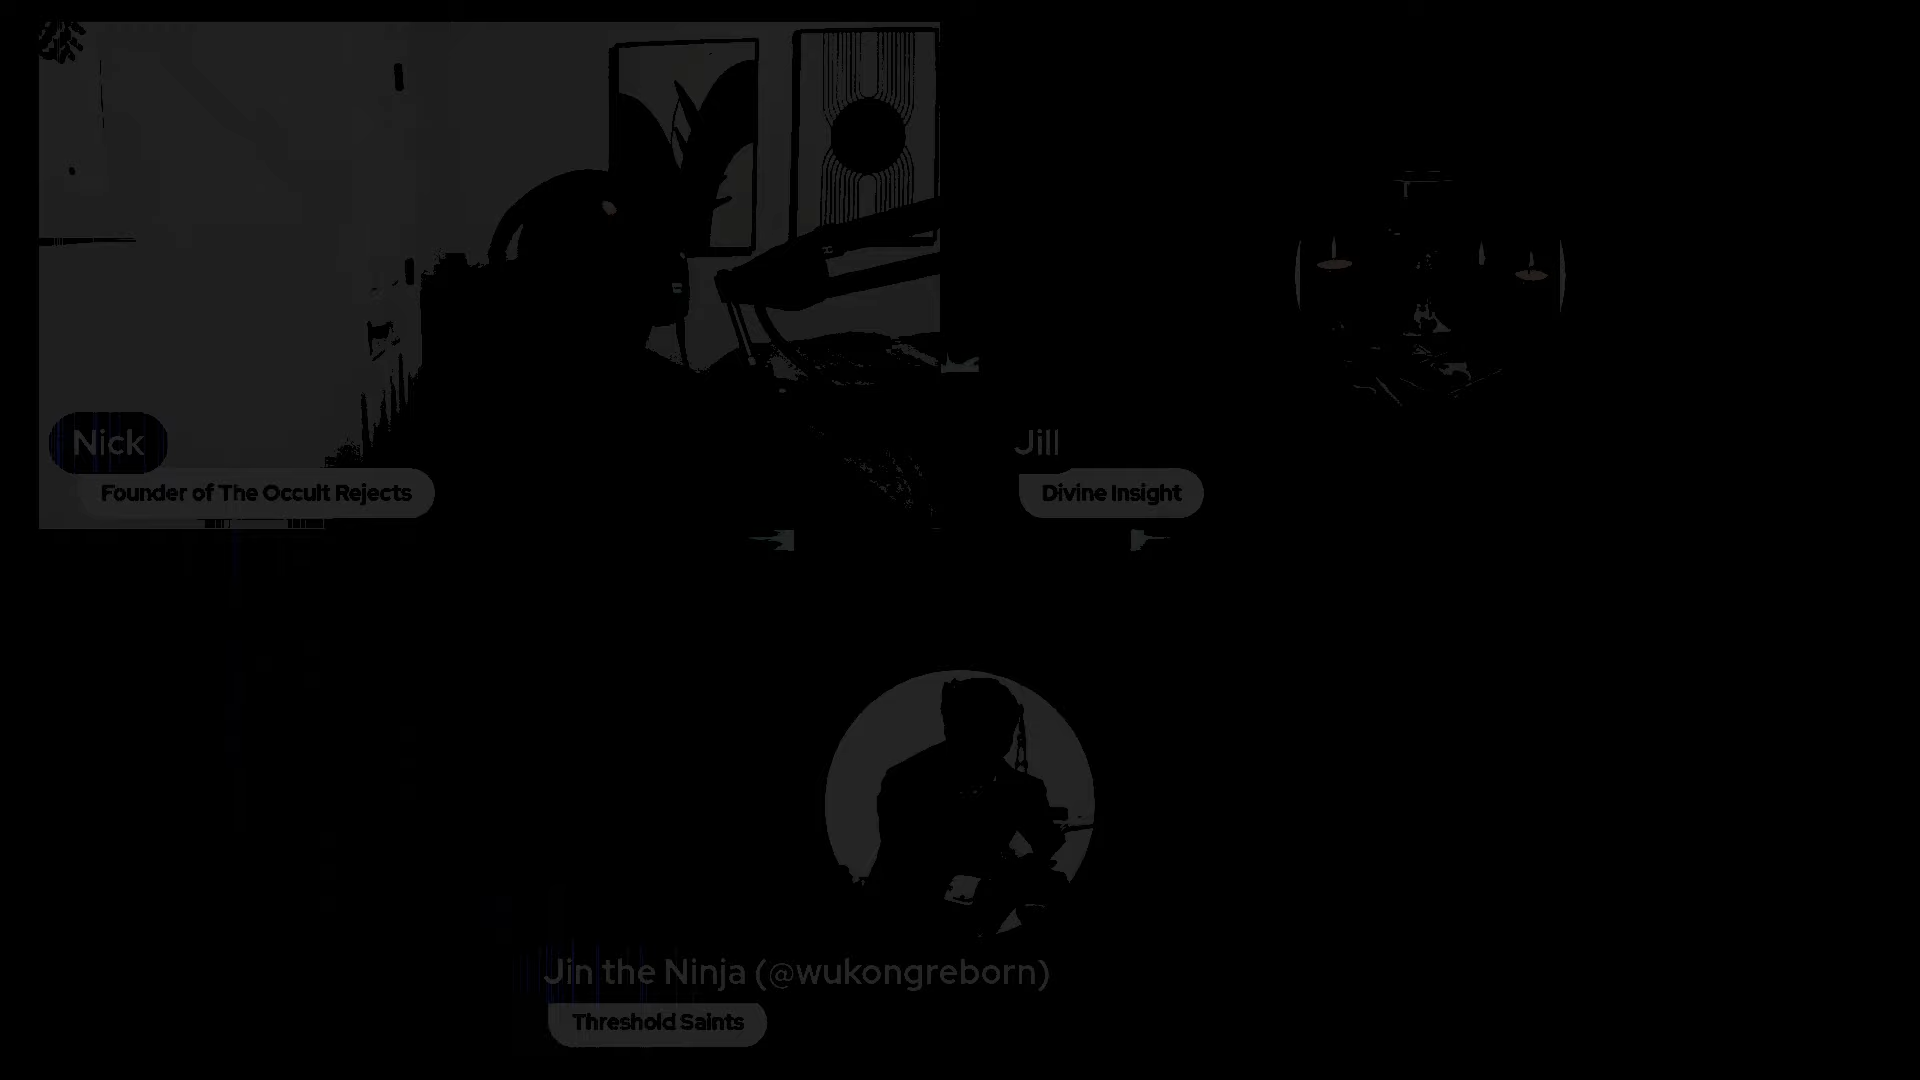 Nick
Founder of The Occult Rejects
Jill
Divine Insight
Jin the Ninja (@wukongreborn)
Threshold Saints